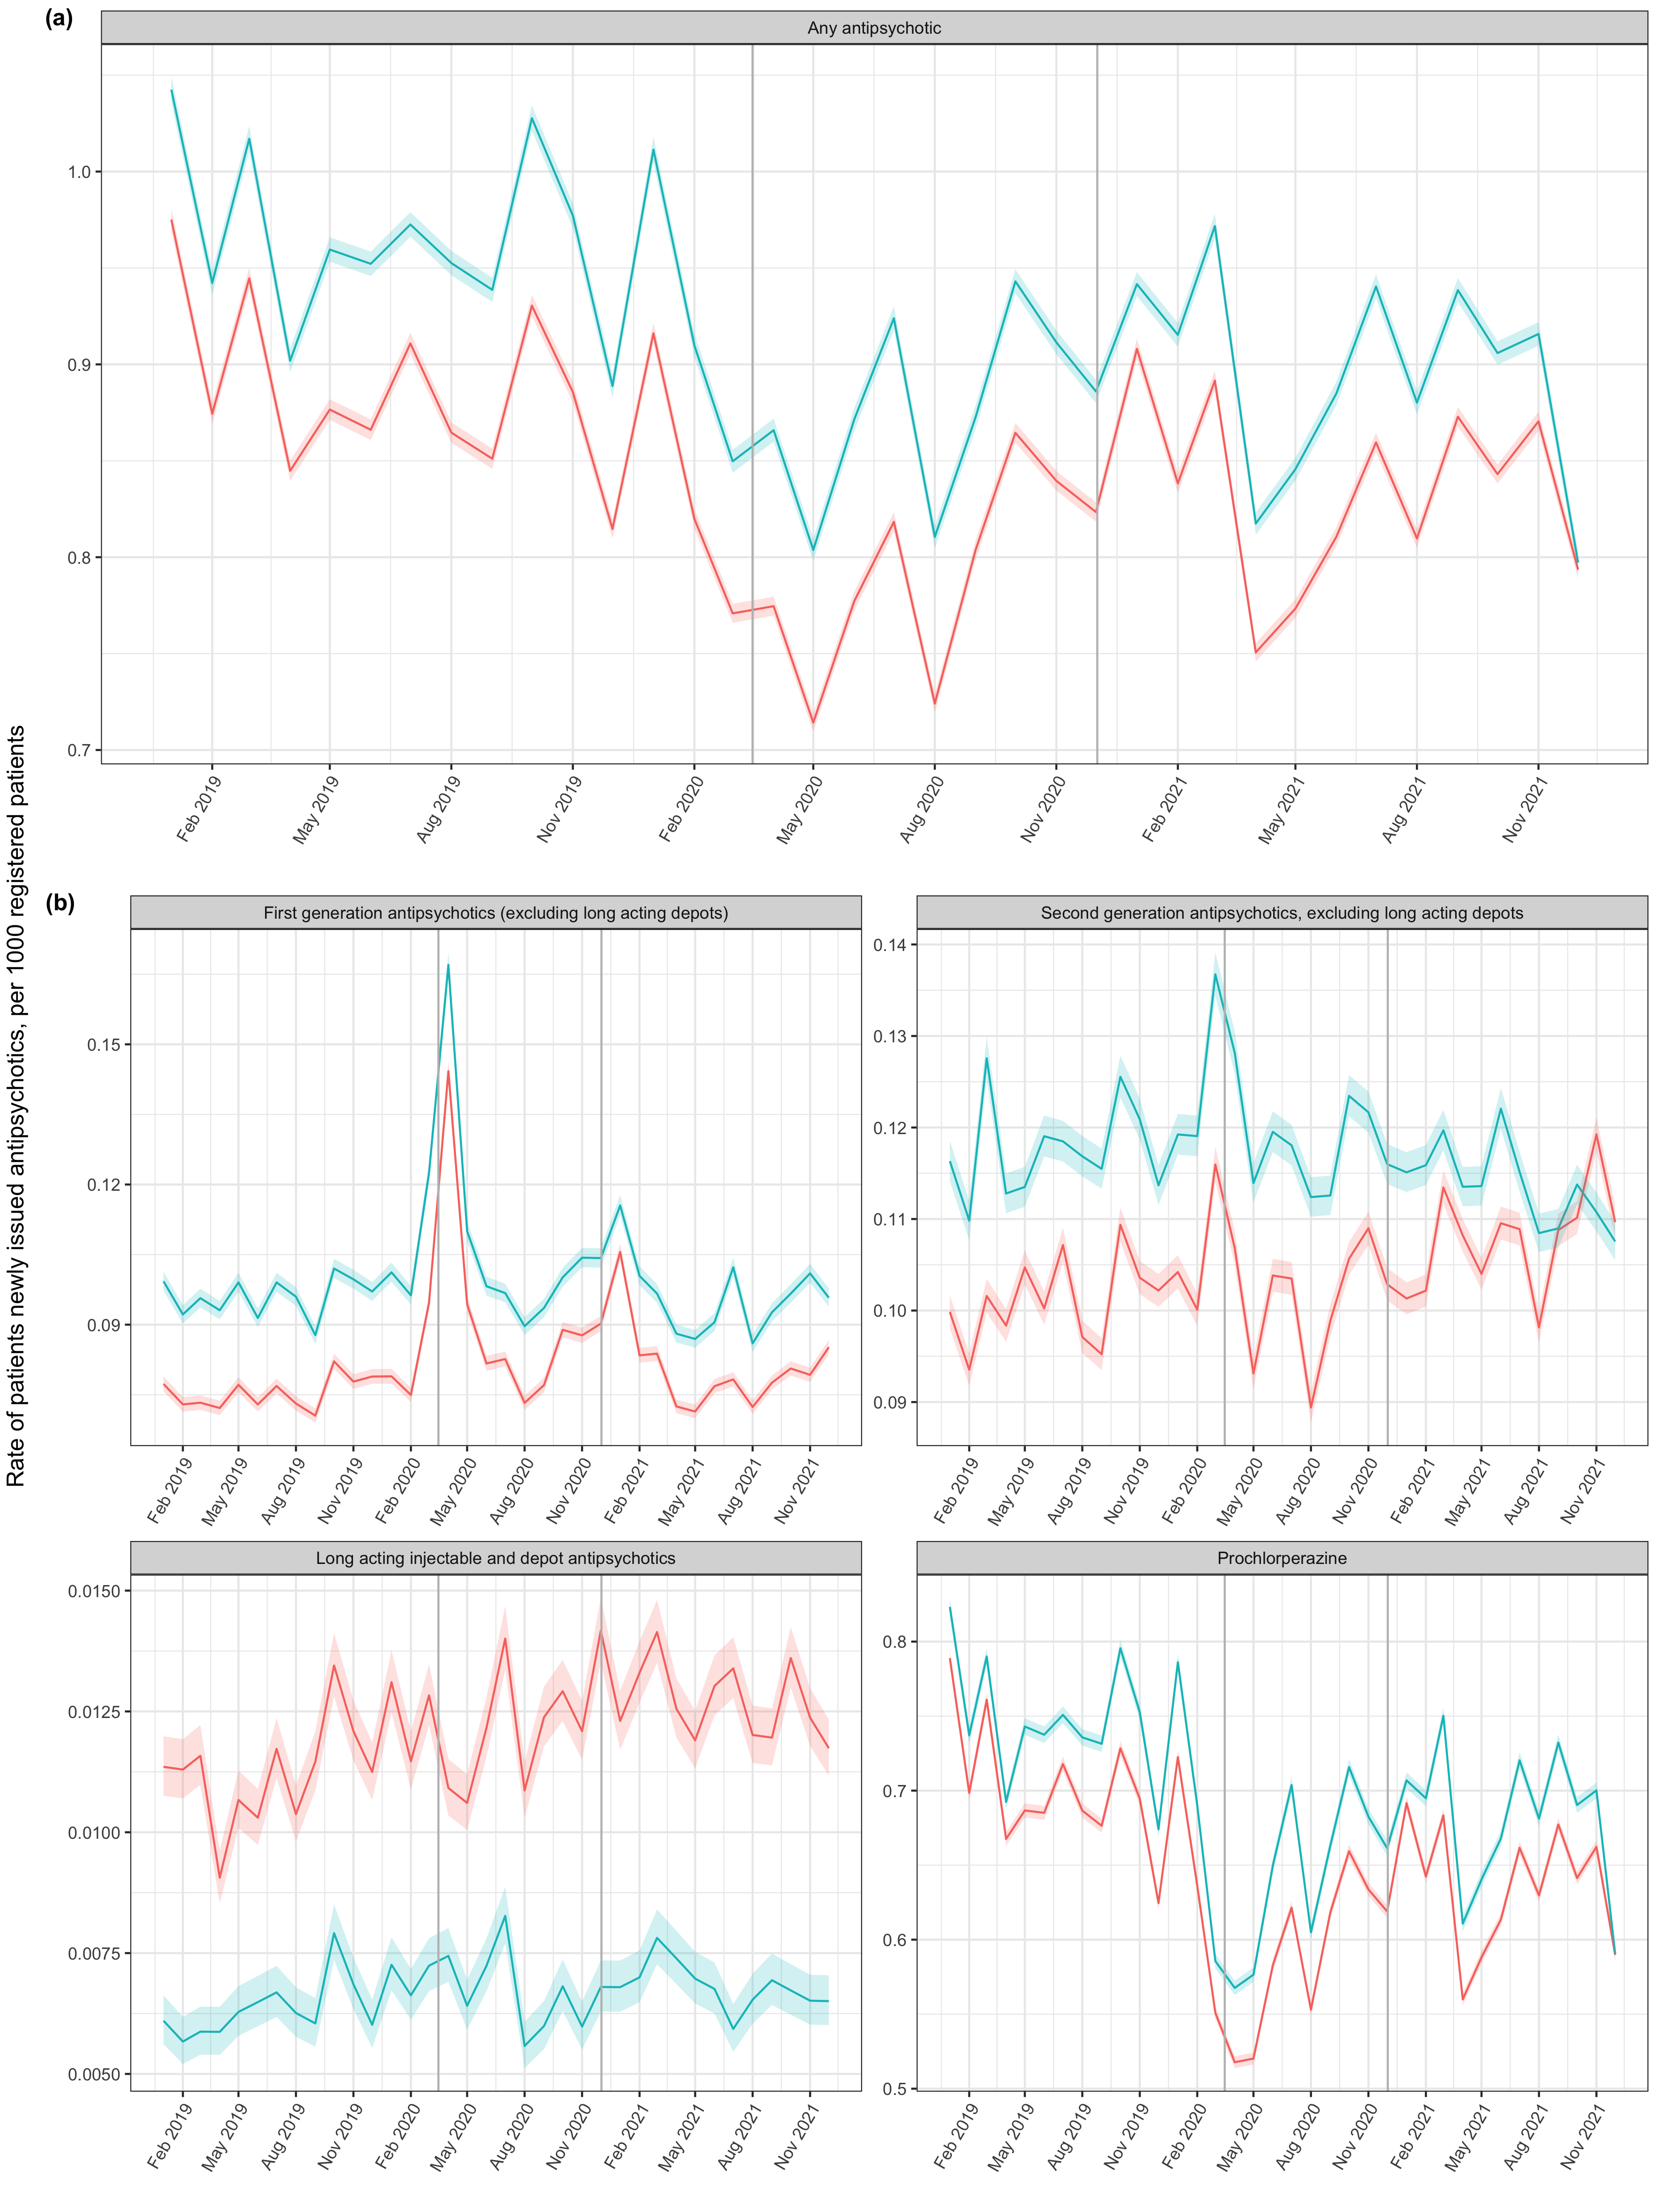 (a)
Any antipsychotic
Rate of patients newly issued antipsychotics, per 1000 registered patients
1.0
0.9
0.8
0.7
Feb 2019
May 2019
Aug 2019
Nov 2019
Feb 2020
May 2020
Aug 2020
Nov 2020
Feb 2021
May 2021
Aug 2021
Nov 2021
(b)
First generation antipsychotics (excluding long acting depots)
0.15
0.12
0.09
Feb 2019
May 2019
Aug 2019
Nov 2019
Feb 2020
May 2020
Aug 2020
Nov 2020
Feb 2021
May 2021
Aug 2021
Nov 2021
Second generation antipsychotics, excluding long acting depots
0.14
0.13
0.12
0.11
0.10
0.09
Feb 2019
May 2019
Aug 2019
Nov 2019
Feb 2020
May 2020
Aug 2020
Nov 2020
Feb 2021
May 2021
Aug 2021
Nov 2021
Long acting injectable and depot antipsychotics
0.0150
0.0125
0.0100
0.0075
0.0050
Feb 2019
May 2019
Aug 2019
Nov 2019
Feb 2020
May 2020
Aug 2020
Nov 2020
Feb 2021
May 2021
Aug 2021
Nov 2021
Prochlorperazine
0.8
0.7
0.6
0.5
Feb 2019
May 2019
Aug 2019
Nov 2019
Feb 2020
May 2020
Aug 2020
Nov 2020
Feb 2021
May 2021
Aug 2021
Nov 2021